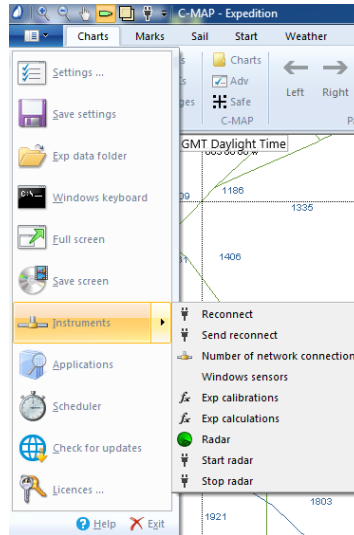 C-MAP - Expedition
Charts Marks Sail Start Weather
Settings ...
Save settings
Exp data folder
Windows keyboard
Full screen
Save screen
Instruments
Applications
Scheduler
Check for updates
Licences ...
Help Exit
Charts
Adv
Safe
C-MAP
Left Right
GMT Daylight Time
1186
1335
1406
Reconnect
Send reconnect
Number of network connection
Windows sensors
Exp calibrations
Exp calculations
Radar
Start radar
Stop radar
1803
1921